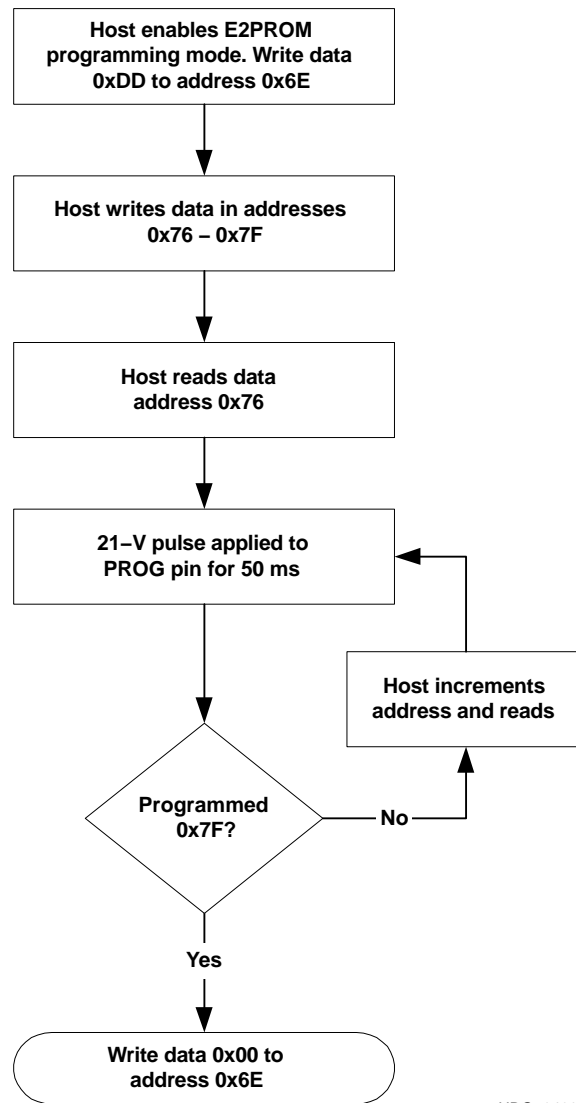 Host enables E2PROM
programming mode. Write data
0xDD to address 0x6E
Host writes data in addresses
0x76 – 0x7F
Host reads data
address 0x76
21–V pulse applied to
PROG pin for 50 ms
Host increments
address and reads
Programmed
0x7F?
No
Yes
Write data 0x00 to
address 0x6E